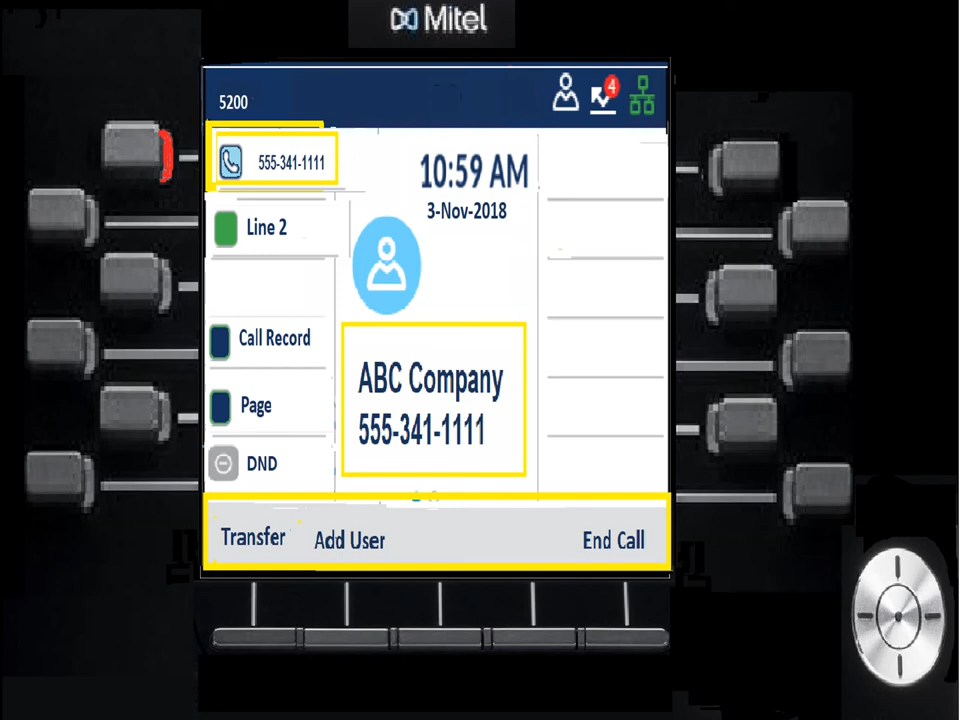 Mitel
5200
4
555-341-1111
10:59 AM
3-Nov-2018
Line 2
Call Record
ABC Company
555-341-1111
Page
DND
Transfer
Add User
End Call